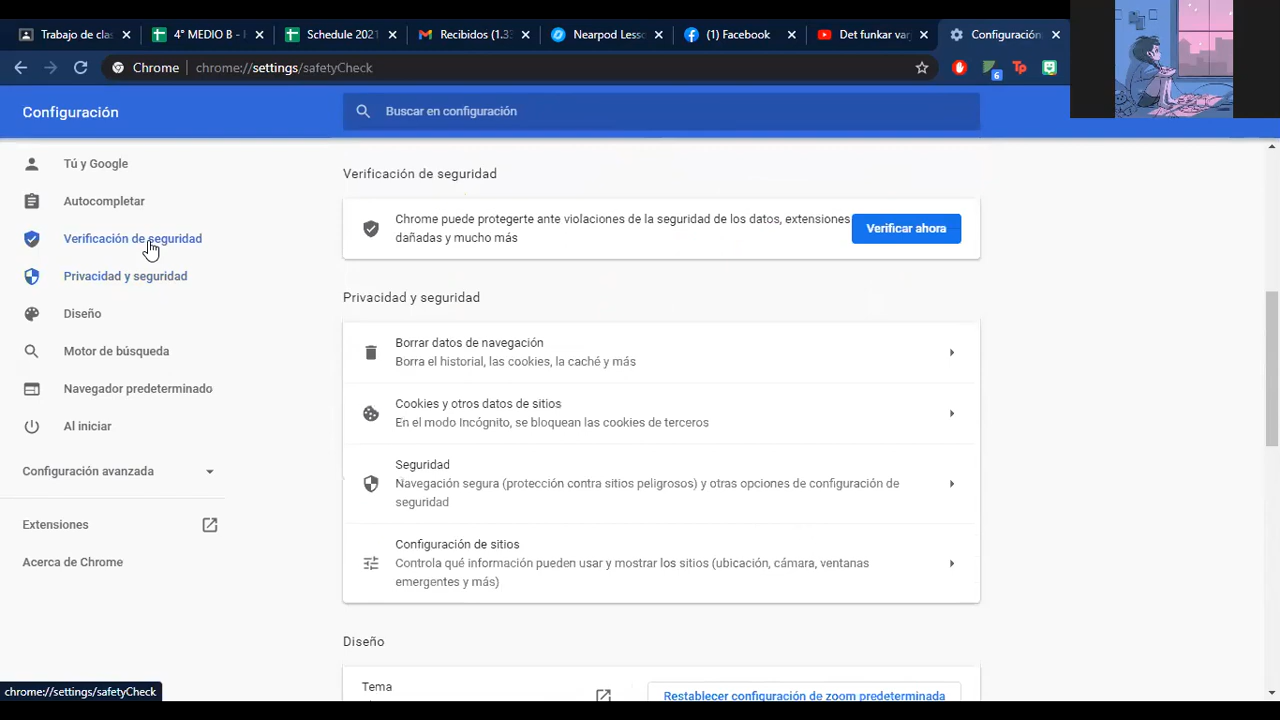 Trabajo de cla
4° MEDIO B -
Schedule 2021
Recibidos (1.33
Nearpod Less
(1) Facebook
Det funkar var
Configuración
Chrome
chrome://settings/safetyCheck
6
Configuración
Buscar en configuración
Tú y Google
Autocompletar
Verificación de seguridad
Privacidad y seguridad
Diseño
Motor de búsqueda
Navegador predeterminado
Al iniciar
Configuración avanzada
Extensiones
Acerca de Chrome
Verificación de seguridad
Chrome puede protegerte ante violaciones de la seguridad de los datos, extensiones
dañadas y mucho más
Verificar ahora
Privacidad y seguridad
Borrar datos de navegación
Borra el historial, las cookies, la caché y más
Cookies y otros datos de sitios
En el modo Incógnito, se bloquean las cookies de terceros
Seguridad
Navegación segura (protección contra sitios peligrosos) y otras opciones de configuración de
seguridad
Configuración de sitios
Controla qué información pueden usar y mostrar los sitios (ubicación, cámara, ventanas
emergentes y más)
Diseño
Tema
Restablecer configuración de zoom predeterminada
chrome://settings/safetyCheck